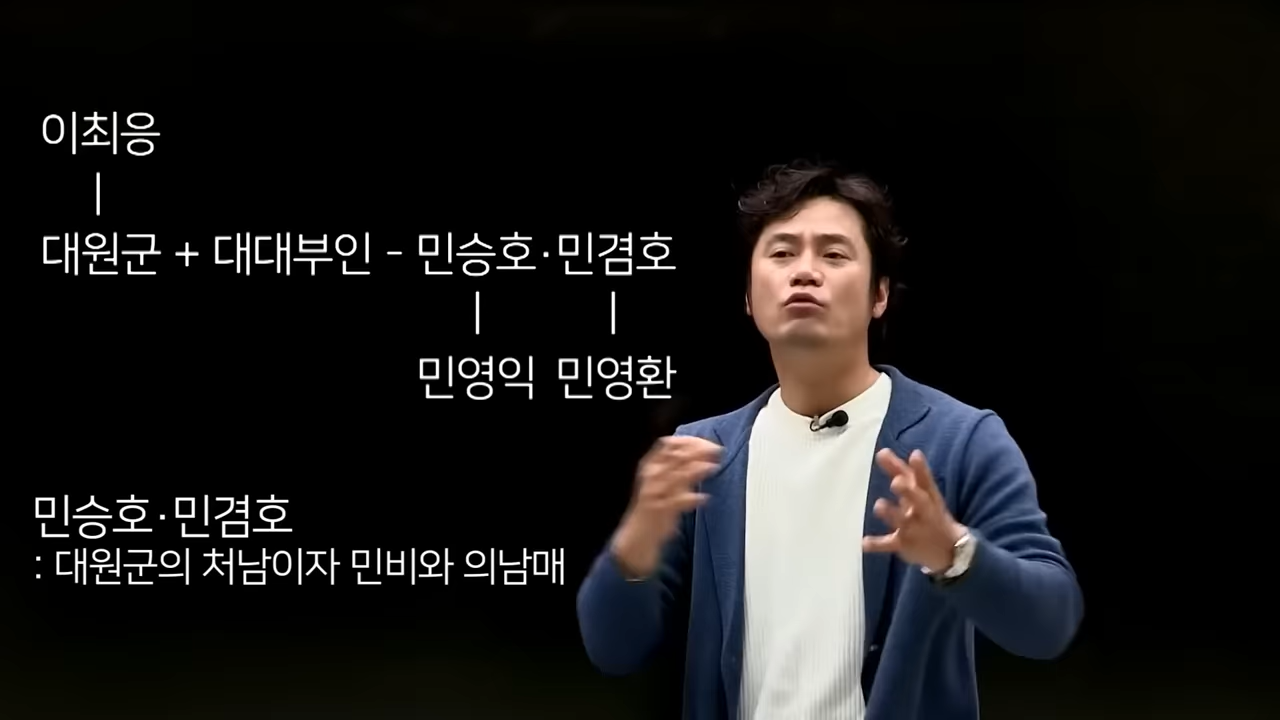 이최응
|
대원군 + 대대부인 - 민승호·민겸호
| |
민영익 민영환
민승호·민겸호
: 대원군의 처남이자 민비와 의남매